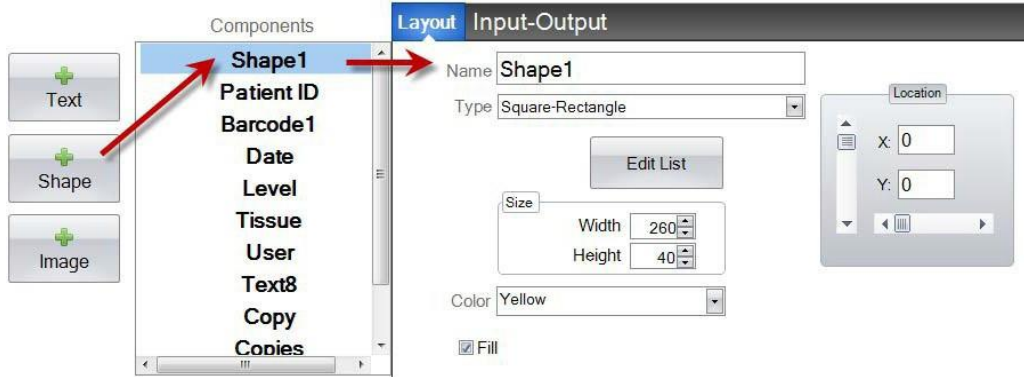 Components
Text
Shape
Image
Shape1
Patient ID
Barcode1
Date
Level
Tissue
User
Text8
Copy
Copies
Layout Input-Output
Name Shape1
Type Square-Rectangle
Edit List
Size
Width 260
Height 40
Color Yellow
Fill
Location
X: 0
Y: 0